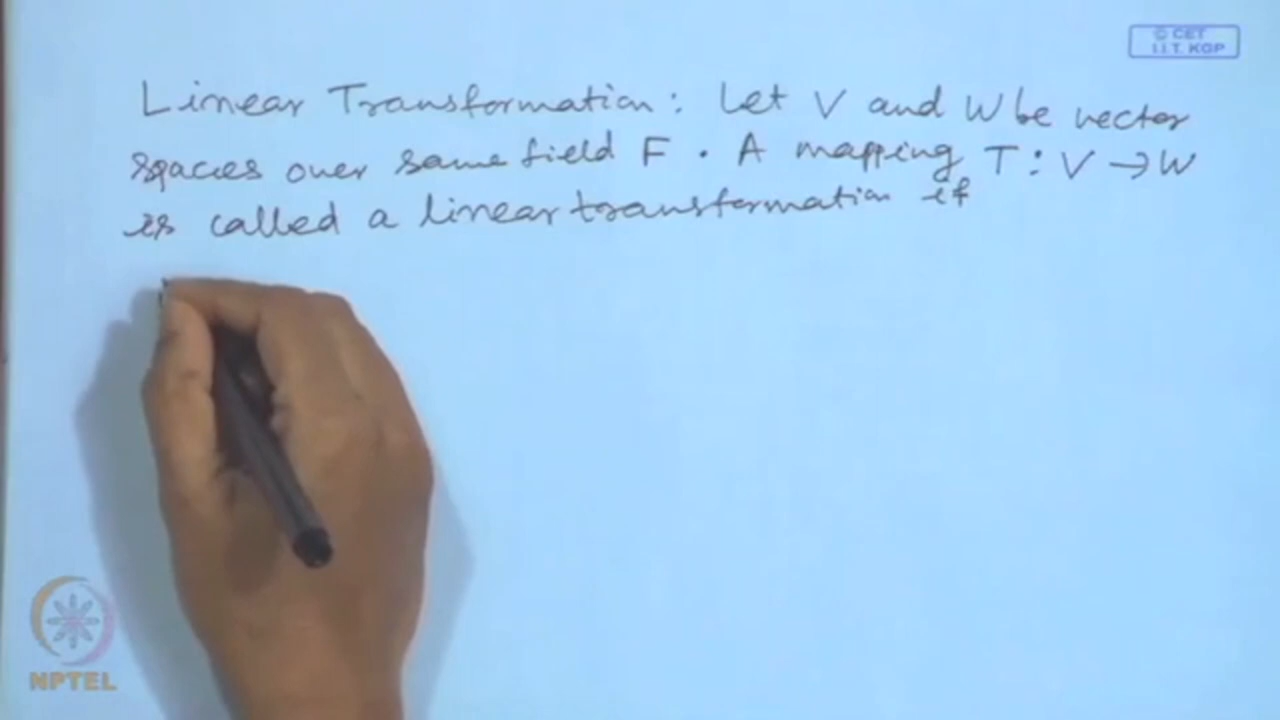 © CET
I.I.T. KGP
Linear Transformation: Let V and W be vector
spaces over same field F. A mapping T: V → W
is called a linear transformation if
NPTEL